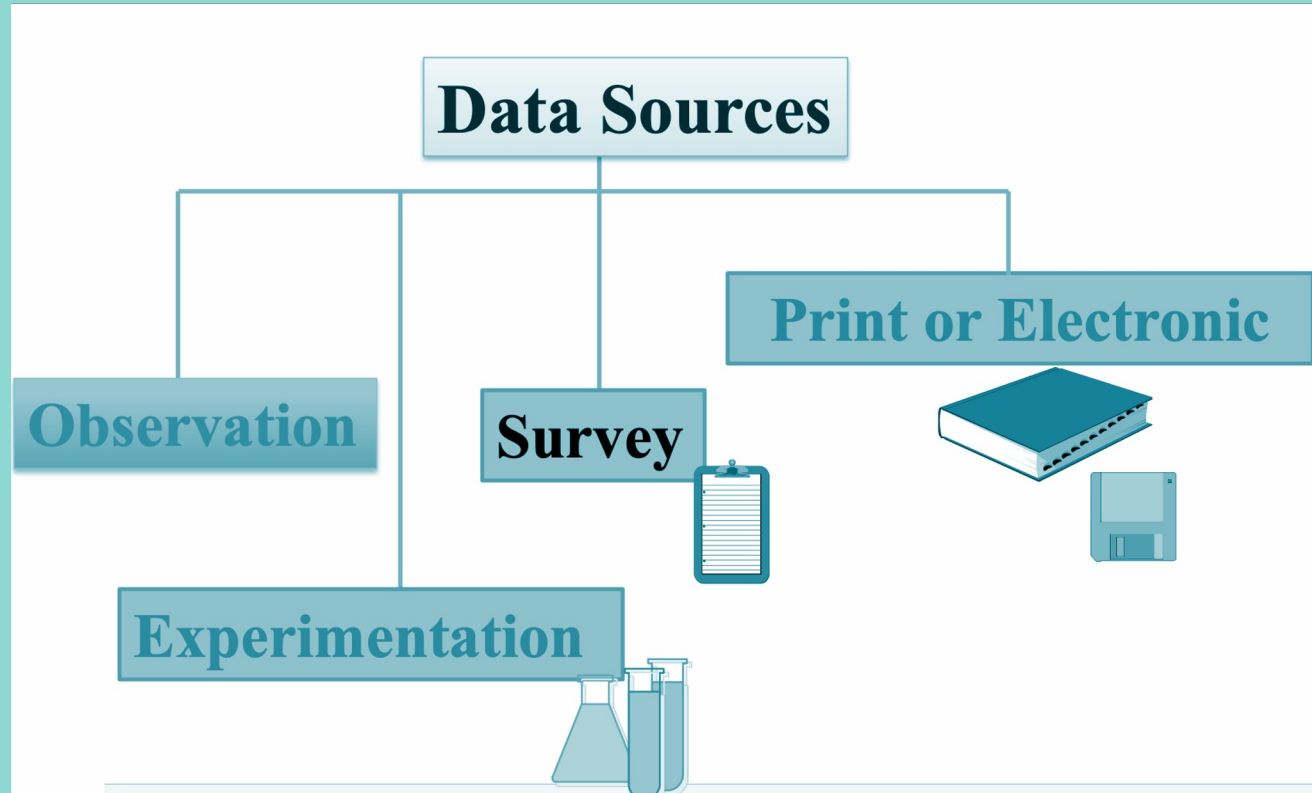 Data Sources
Print or Electronic
Observation
Survey
Experimentation